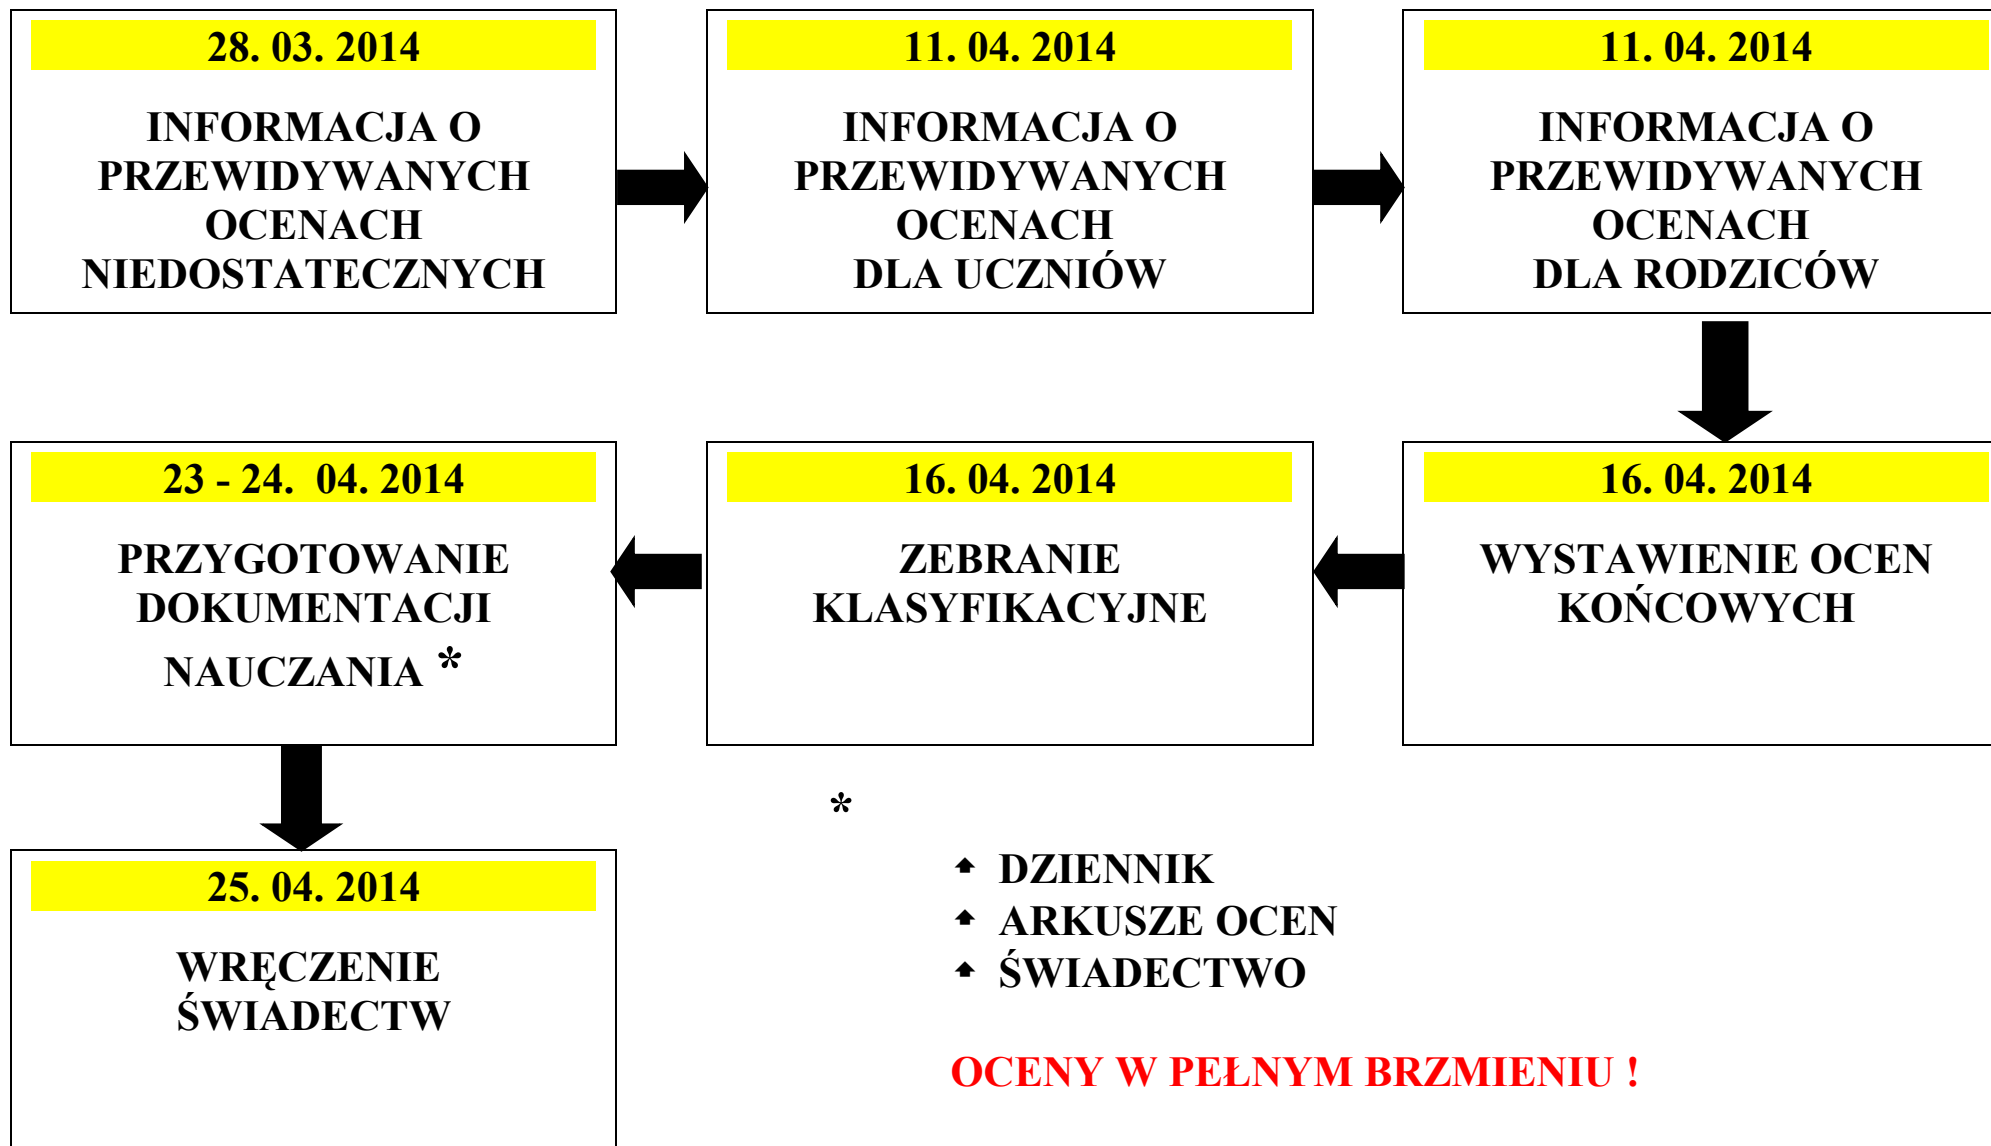 28. 03. 2014
INFORMACJA O
PRZEWIDYWANYCH
OCENACH
NIEDOSTATECZNYCH
11. 04. 2014
INFORMACJA O
PRZEWIDYWANYCH
OCENACH
DLA UCZNIÓW
11. 04. 2014
INFORMACJA O
PRZEWIDYWANYCH
OCENACH
DLA RODZICÓW
16. 04. 2014
WYSTAWIENIE OCEN
KOŃCOWYCH
16. 04. 2014
ZEBRANIE
KLASYFIKACYJNE
23 - 24. 04. 2014
PRZYGOTOWANIE
DOKUMENTACJI
NAUCZANIA *
25. 04. 2014
WRĘCZENIE
ŚWIADECTW
*
DZIENNIK
ARKUSZE OCEN
ŚWIADECTWO
OCENY W PEŁNYM BRZMIENIU !